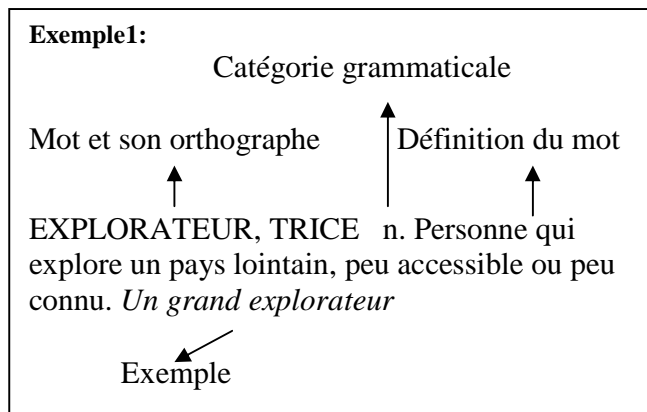 Exemple1:
Catégorie grammaticale
Mot et son orthographe
Définition du mot
EXPLORATEUR, TRICE n. Personne qui
explore un pays lointain, peu accessible ou peu
connu. Un grand explorateur
Exemple